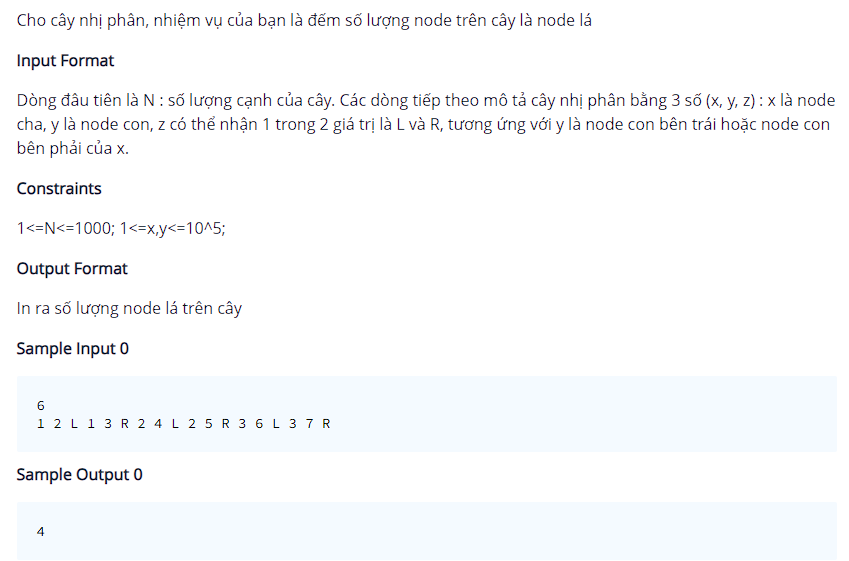 Cho cây nhị phân, nhiệm vụ của bạn là đếm số lượng node trên cây là node lá
Input Format
Dòng đầu tiên là N : số lượng cạnh của cây. Các dòng tiếp theo mô tả cây nhị phân bằng 3 số (x, y, z) : x là node
cha, y là node con, z có thể nhận 1 trong 2 giá trị là L và R, tương ứng với y là node con bên trái hoặc node con
bên phải của x.
Constraints
1<=N<=1000; 1<=x,y<=10^5;
Output Format
In ra số lượng node lá trên cây
Sample Input 0
6
1 2 L 1 3 R 2 4 L 2 5 R 3 6 L 3 7 R
Sample Output 0
4